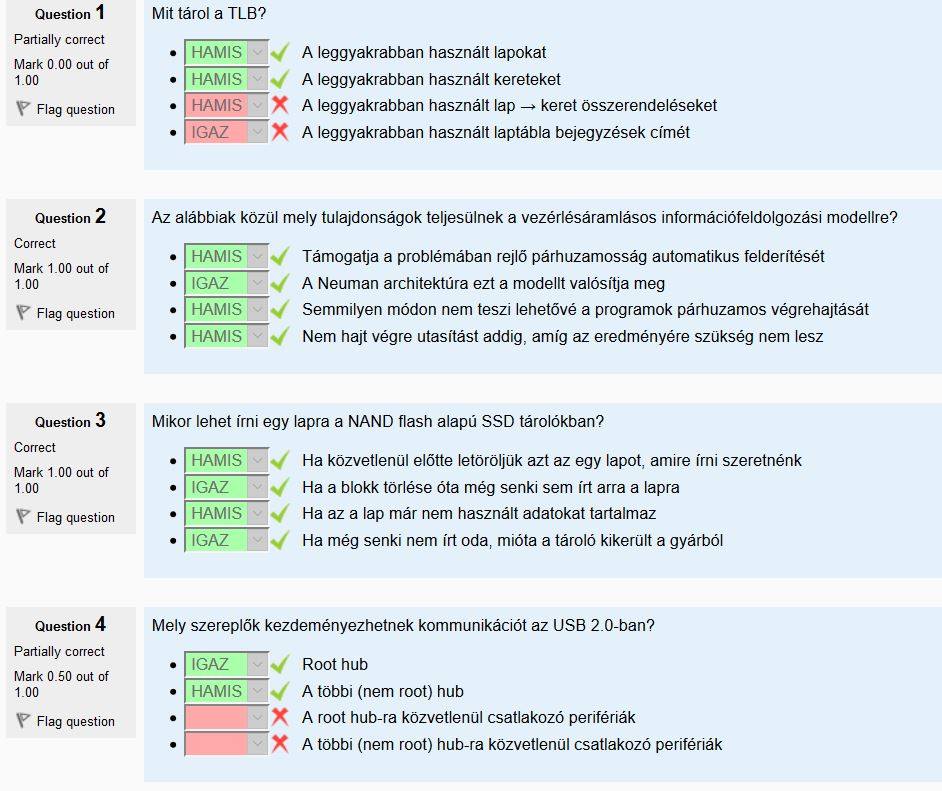 Question 1
Partially correct
Mark 0.00 out of
1.00
Flag question
Mit tárol a TLB?
HAMIS A leggyakrabban használt lapokat
HAMIS A leggyakrabban használt kereteket
HAMIS A leggyakrabban használt lap → keret összerendeléseket
IGAZ A leggyakrabban használt laptábla bejegyzések címét
Question 2
Correct
Mark 1.00 out of
1.00
Flag question
Az alábbiak közül mely tulajdonságok teljesülnek a vezérlésáramlásos információfeldolgozási modellre?
HAMIS Támogatja a problémában rejlő párhuzamosság automatikus felderítését
IGAZ A Neuman architektúra ezt a modellt valósítja meg
HAMIS Semmilyen módon nem teszi lehetővé a programok párhuzamos végrehajtását
HAMIS Nem hajt végre utasítást addig, amíg az eredményére szükség nem lesz
Question 3
Correct
Mark 1.00 out of
1.00
Flag question
Mikor lehet írni egy lapra a NAND flash alapú SSD tárolókban?
HAMIS Ha közvetlenül előtte letöröljük azt az egy lapot, amire írni szeretnénk
IGAZ Ha a blokk törlése óta még senki sem írt arra a lapra
HAMIS Ha az a lap már nem használt adatokat tartalmaz
IGAZ Ha még senki nem írt oda, mióta a tároló kikerült a gyárból
Question 4
Partially correct
Mark 0.50 out of
1.00
Flag question
Mely szereplők kezdeményezhetnek kommunikációt az USB 2.0-ban?
IGAZ Root hub
HAMIS A többi (nem root) hub
A root hub-ra közvetlenül csatlakozó perifériák
A többi (nem root) hub-ra közvetlenül csatlakozó perifériák